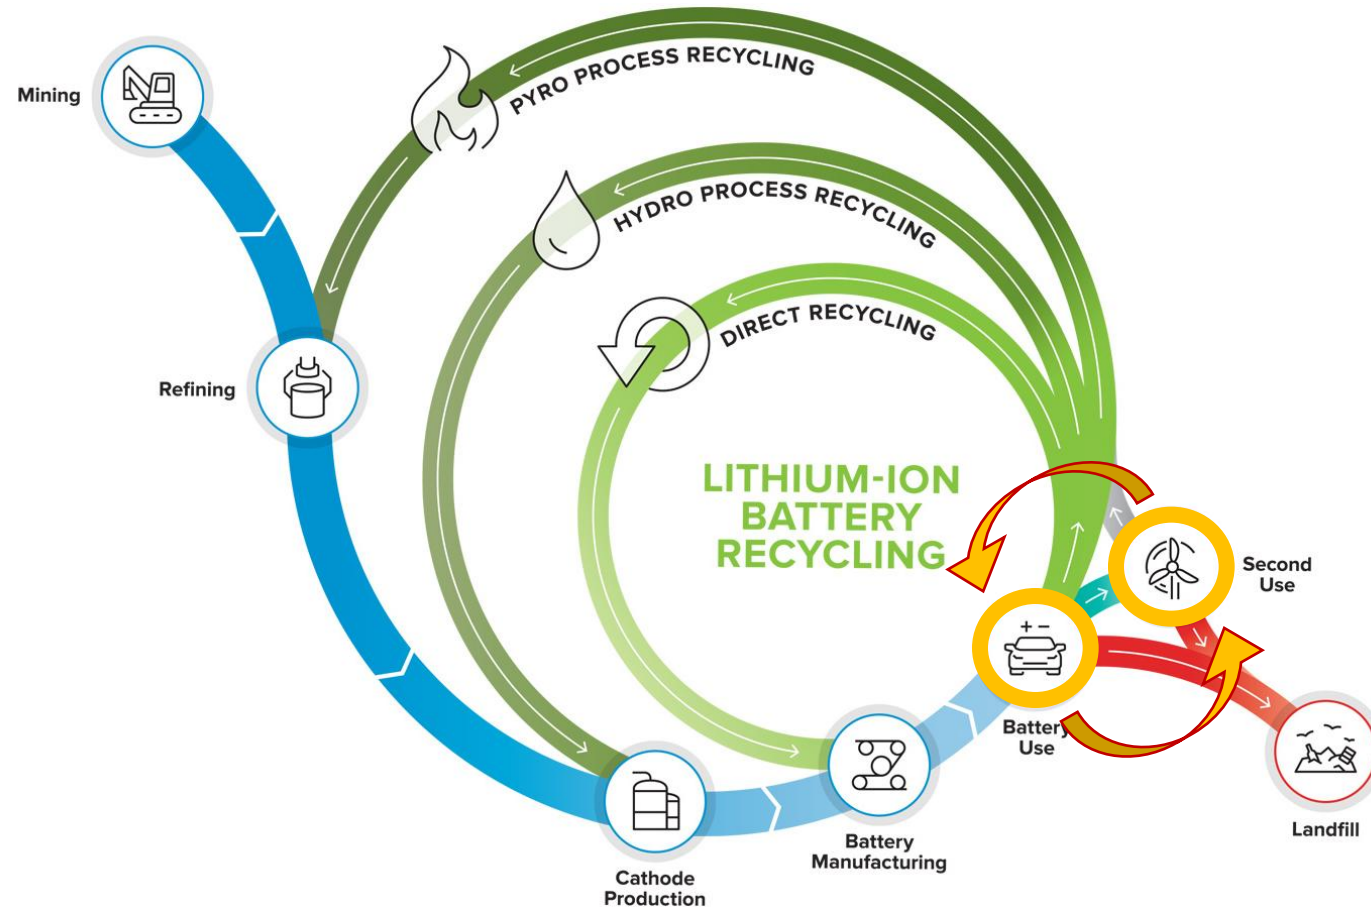 Mining
PYRO PROCESS RECYCLING
HYDRO PROCESS RECYCLING
DIRECT RECYCLING
Refining
LITHIUM-ION
BATTERY
RECYCLING
+ −
Second
Use
Battery
Use
Landfill
Battery
Manufacturing
Cathode
Production